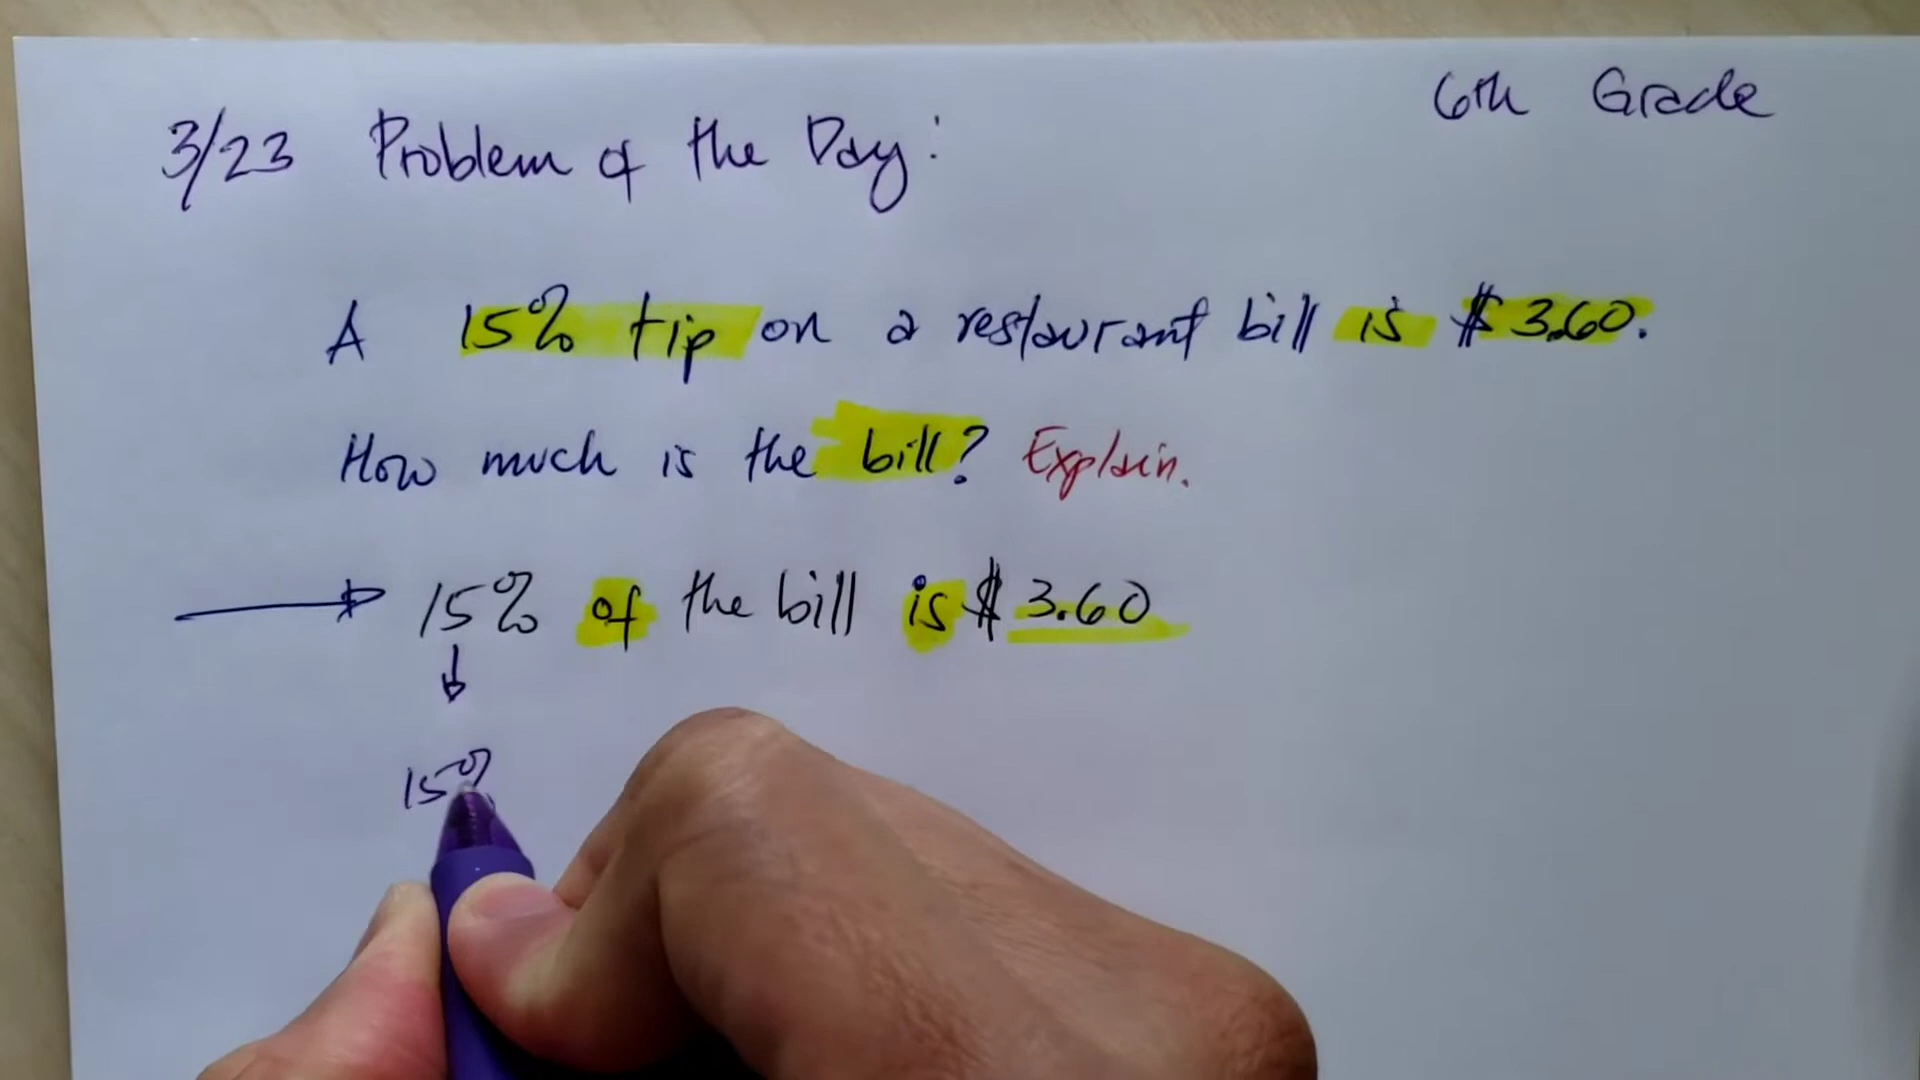 6th Grade
3/23 Problem of the Day:
A 15% tip on a restaurant bill is $3.60.
How much is the bill? Explain.
15% of the bill is $3.60
15%